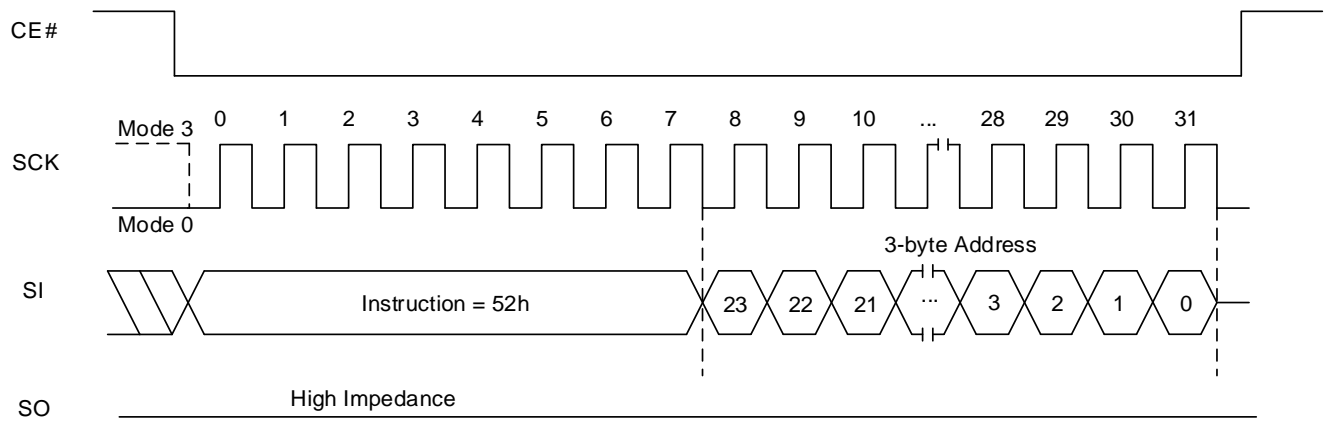 CE#
Mode 3
0 1 2 3 4 5 6 7 8 9 10 ... 28 29 30 31
SCK
Mode 0
3-byte Address
SI
Instruction = 52h
23 22 21 ... 3 2 1 0
High Impedance
SO